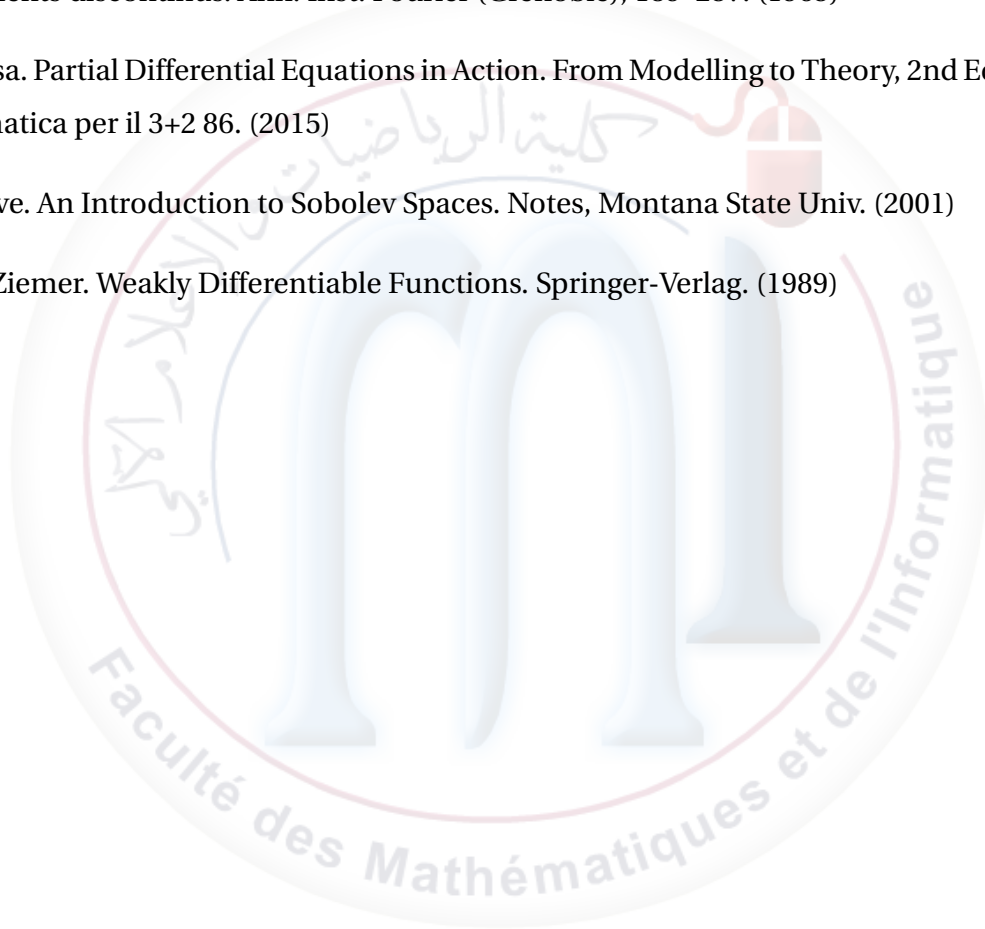 sa. Partial Differential Equations in Action. From Modelling to Theory, 2nd Ed
atica per il 3+2 86. (2015)
ve. An Introduction to Sobolev Spaces. Notes, Montana State Univ. (2001)
Ziemer. Weakly Differentiable Functions. Springer-Verlag. (1989)
كلية الرياضيات
Faculté des Mathématiques et de l'Informatique